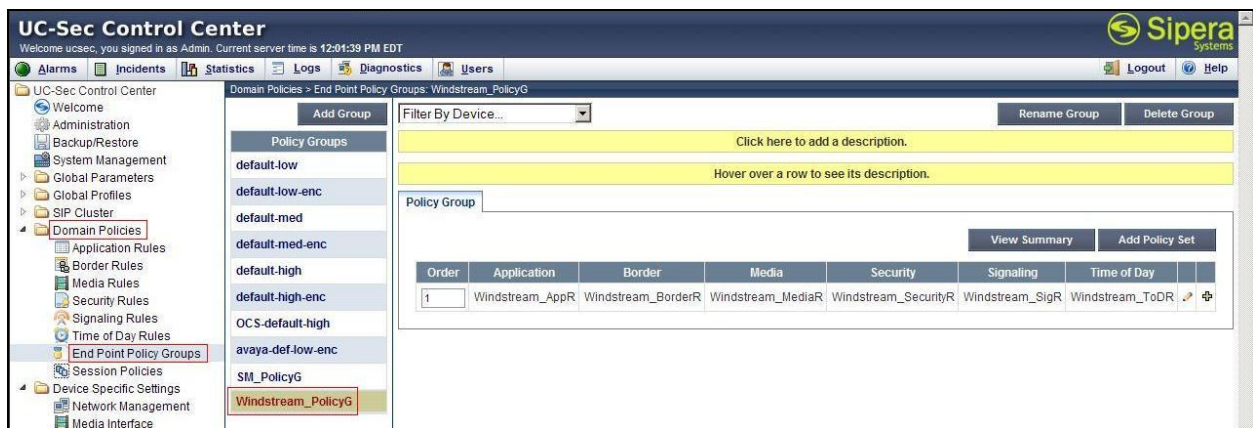 UC-Sec Control Center
Sipera
Systems
Welcome ucsec, you signed in as Admin. Current server time is 12:01:39 PM EDT
Alarms Incidents Statistics Logs Diagnostics Users Logout Help
UC-Sec Control Center
Welcome
Administration
Backup/Restore
System Management
Global Parameters
Global Profiles
SIP Cluster
Domain Policies
Application Rules
Border Rules
Media Rules
Security Rules
Signaling Rules
Time of Day Rules
End Point Policy Groups
Session Policies
Device Specific Settings
Network Management
Media Interface
Domain Policies > End Point Policy Groups: Windstream_PolicyG
Add Group
Policy Groups
default-low
default-low-enc
default-med
default-med-enc
default-high
default-high-enc
OCS-default-high
avaya-def-low-enc
SM_PolicyG
Windstream_PolicyG
Filter By Device... Rename Group Delete Group
Click here to add a description.
Hover over a row to see its description.
Policy Group
View Summary Add Policy Set
Order Application Border Media Security Signaling Time of Day
1 Windstream_AppR Windstream_BorderR Windstream_MediaR Windstream_SecurityR Windstream_SigR Windstream_ToDR